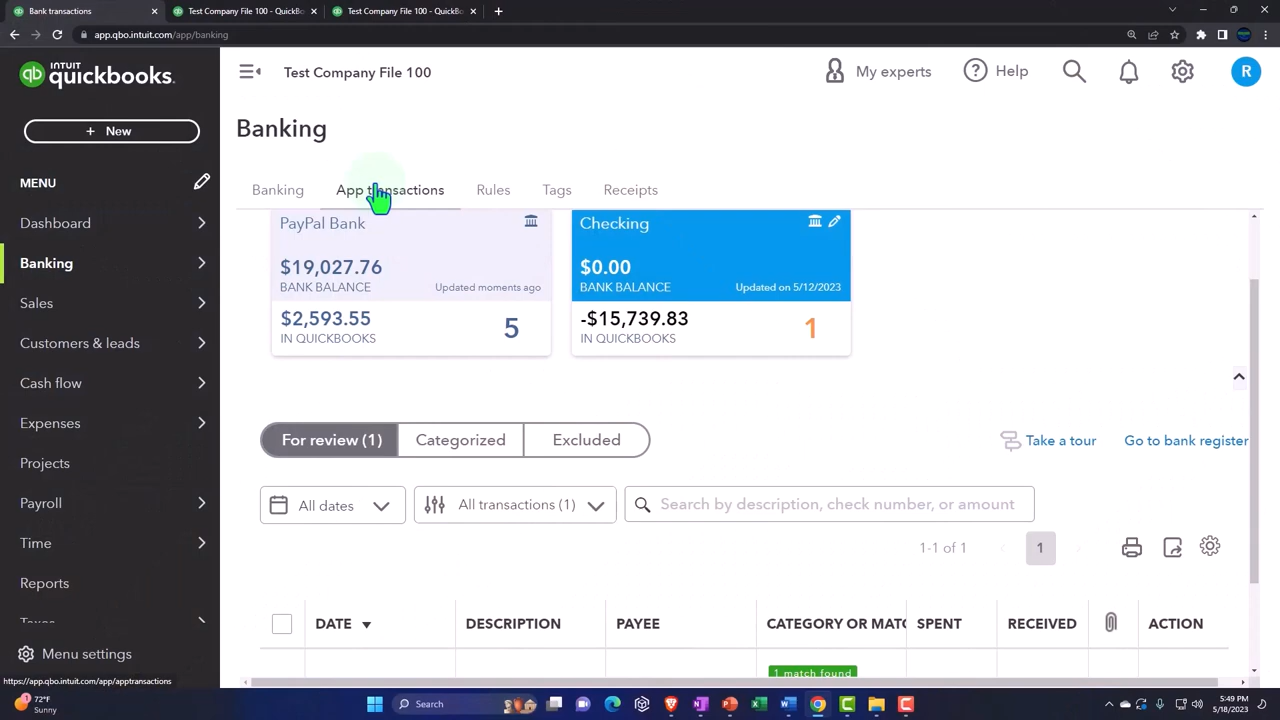 Bank transactions
Test Company File 100 - QuickBo
Test Company File 100 - QuickBo
app.qbo.intuit.com/app/banking
INTUIT
quickbooks.
Test Company File 100
My experts
Help
R
+ New
Banking
MENU
Banking
App transactions
Rules
Tags
Receipts
Dashboard
Banking
Sales
Customers & leads
Cash flow
Expenses
Projects
Payroll
Time
Reports
Taxes
Menu settings
PayPal Bank
$19,027.76
BANK BALANCE
Updated moments ago
$2,593.55
IN QUICKBOOKS
5
Checking
$0.00
BANK BALANCE
Updated on 5/12/2023
-$15,739.83
IN QUICKBOOKS
1
For review (1)
Categorized
Excluded
Take a tour
Go to bank register
All dates
All transactions (1)
Search by description, check number, or amount
1-1 of 1
1
DATE
DESCRIPTION
PAYEE
CATEGORY OR MATC
SPENT
RECEIVED
ACTION
1 match found
https://app.qbo.intuit.com/app/apptransactions
72°F
Sunny
Search
5:49 PM
5/18/2023